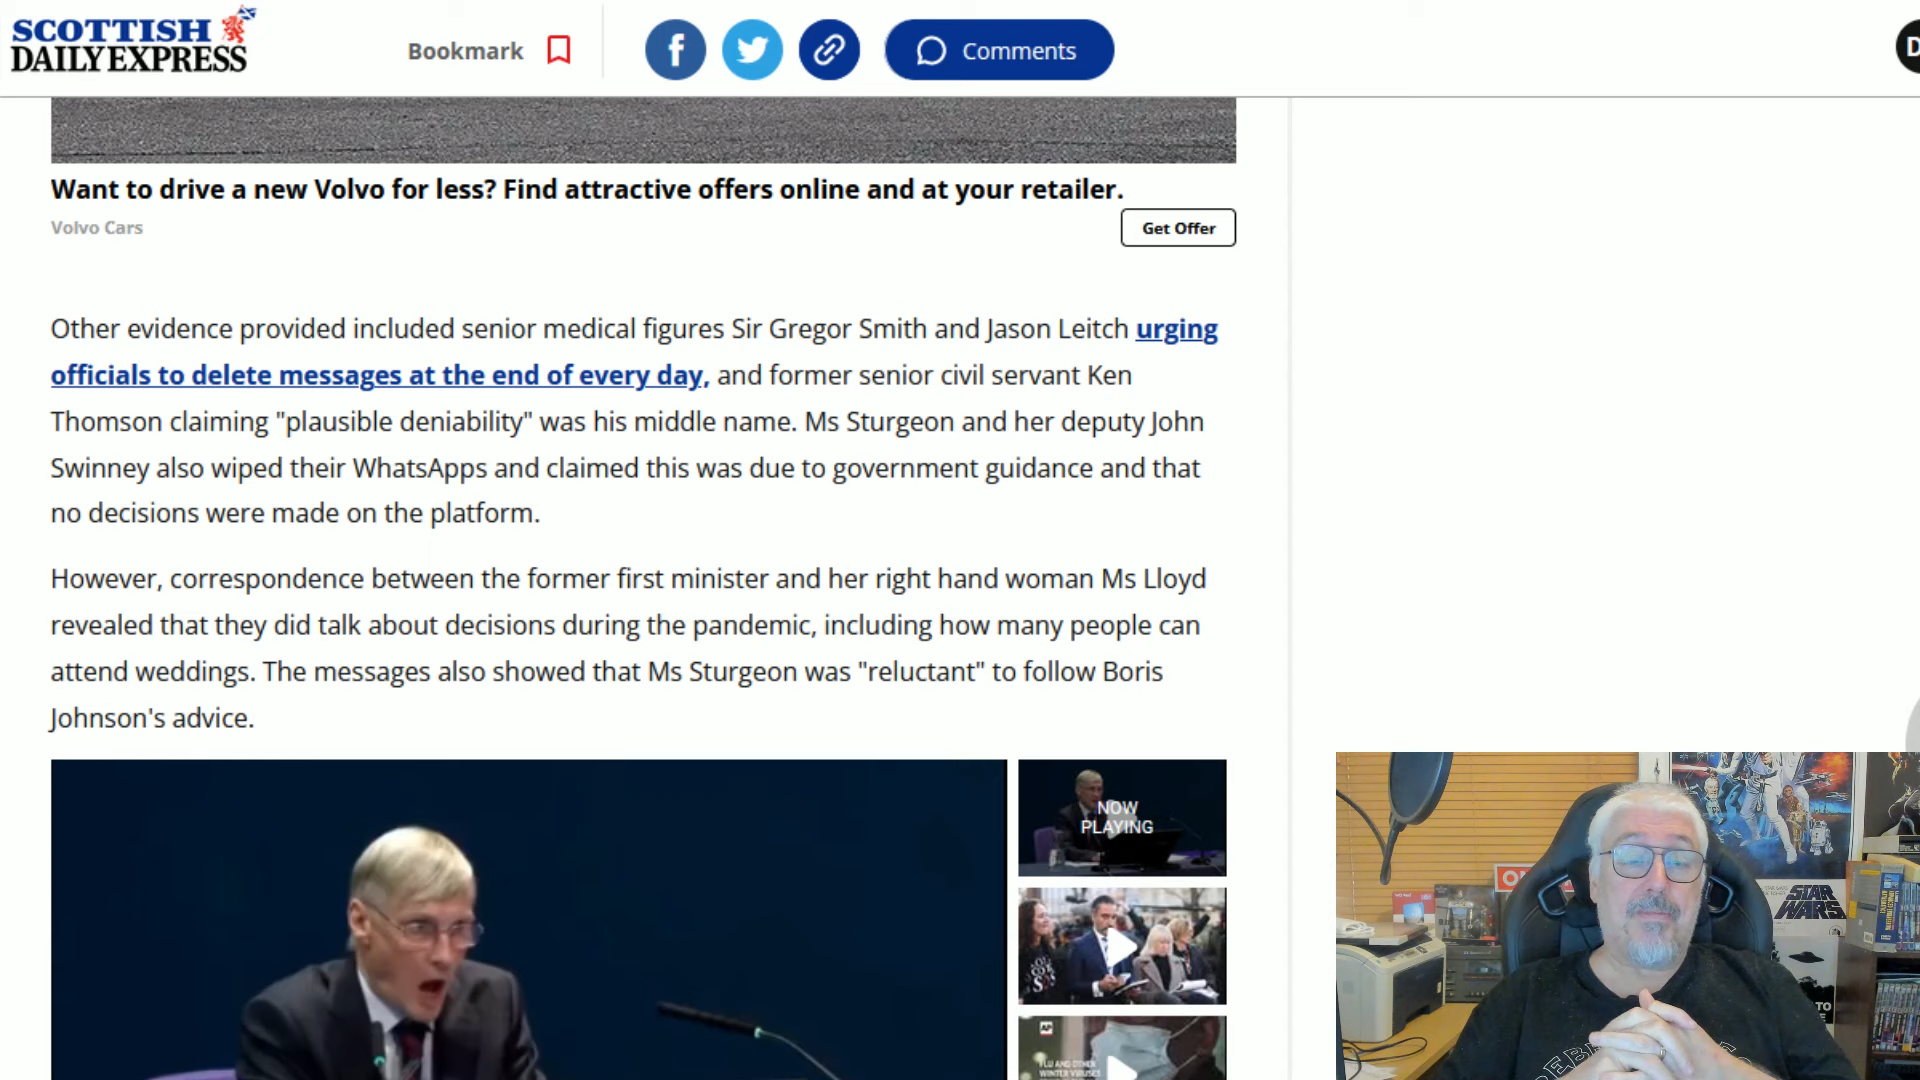 SCOTTISH
DAILY EXPRESS
Bookmark
Comments
Want to drive a new Volvo for less? Find attractive offers online and at your retailer.
Volvo Cars
Get Offer
Other evidence provided included senior medical figures Sir Gregor Smith and Jason Leitch urging
officials to delete messages at the end of every day, and former senior civil servant Ken
Thomson claiming "plausible deniability" was his middle name. Ms Sturgeon and her deputy John
Swinney also wiped their WhatsApps and claimed this was due to government guidance and that
no decisions were made on the platform.
However, correspondence between the former first minister and her right hand woman Ms Lloyd
revealed that they did talk about decisions during the pandemic, including how many people can
attend weddings. The messages also showed that Ms Sturgeon was "reluctant" to follow Boris
Johnson's advice.
NOW
PLAYING
AP
FLU AND OTHER
WINTER VIRUSES
STAR
WARS
TO